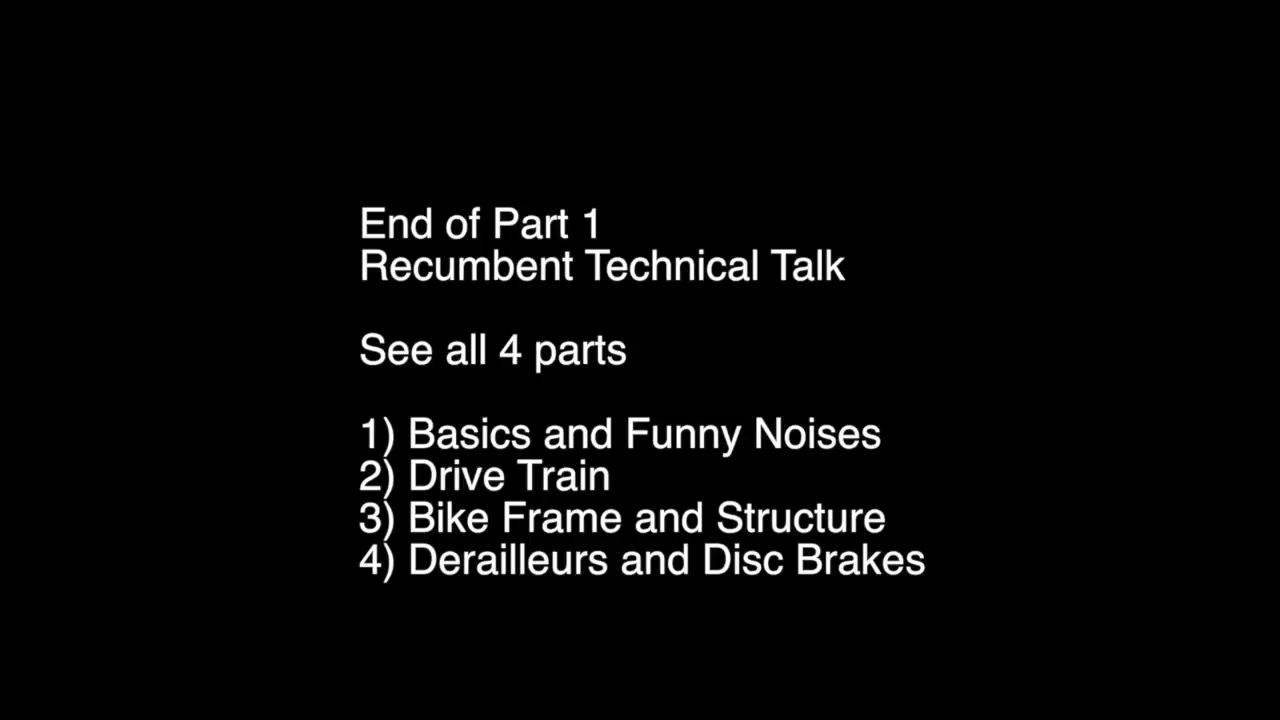 End of Part 1
Recumbent Technical Talk
See all 4 parts
1) Basics and Funny Noises
2) Drive Train
3) Bike Frame and Structure
4) Derailleurs and Disc Brakes